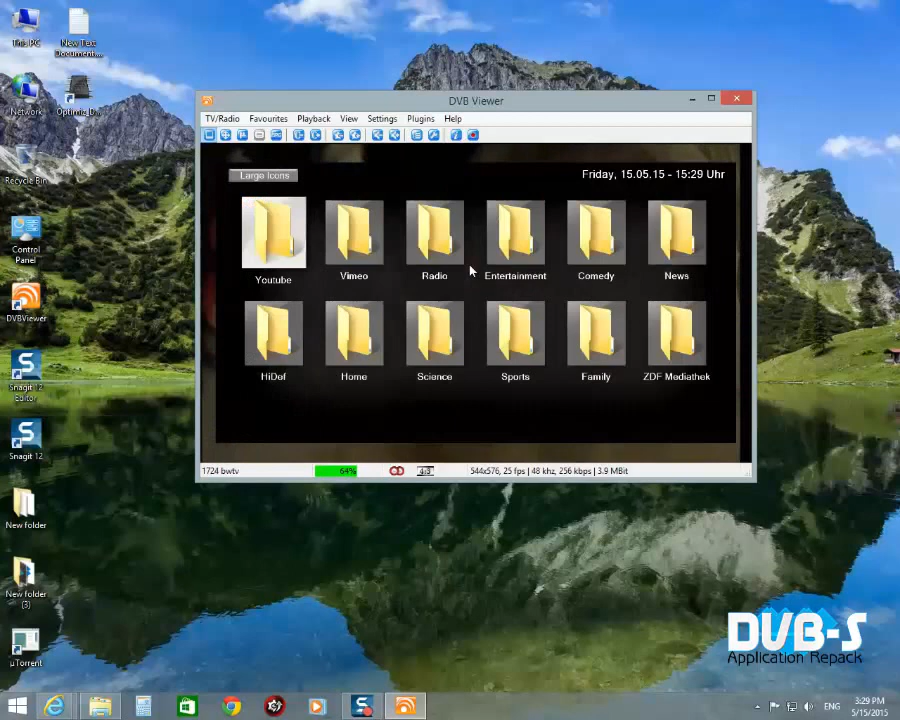 This PC
New Text
Document...
Network
Optimiz_D...
Recycle Bin
Control
Panel
DVBViewer
Snagit 12
Editor
Snagit 12
New folder
New folder
(3)
µTorrent
DVB Viewer
TV/Radio Favourites Playback View Settings Plugins Help
Large Icons
Friday, 15.05.15 - 15:29 Uhr
Youtube Vimeo Radio Entertainment Comedy News
HiDef Home Science Sports Family ZDF Mediathek
1724 bwtv 64% 4:3 544x576, 25 fps | 48 khz, 256 kbps | 3.9 MBit
DVB-S
Application Repack
ENG
3:29 PM
5/15/2015